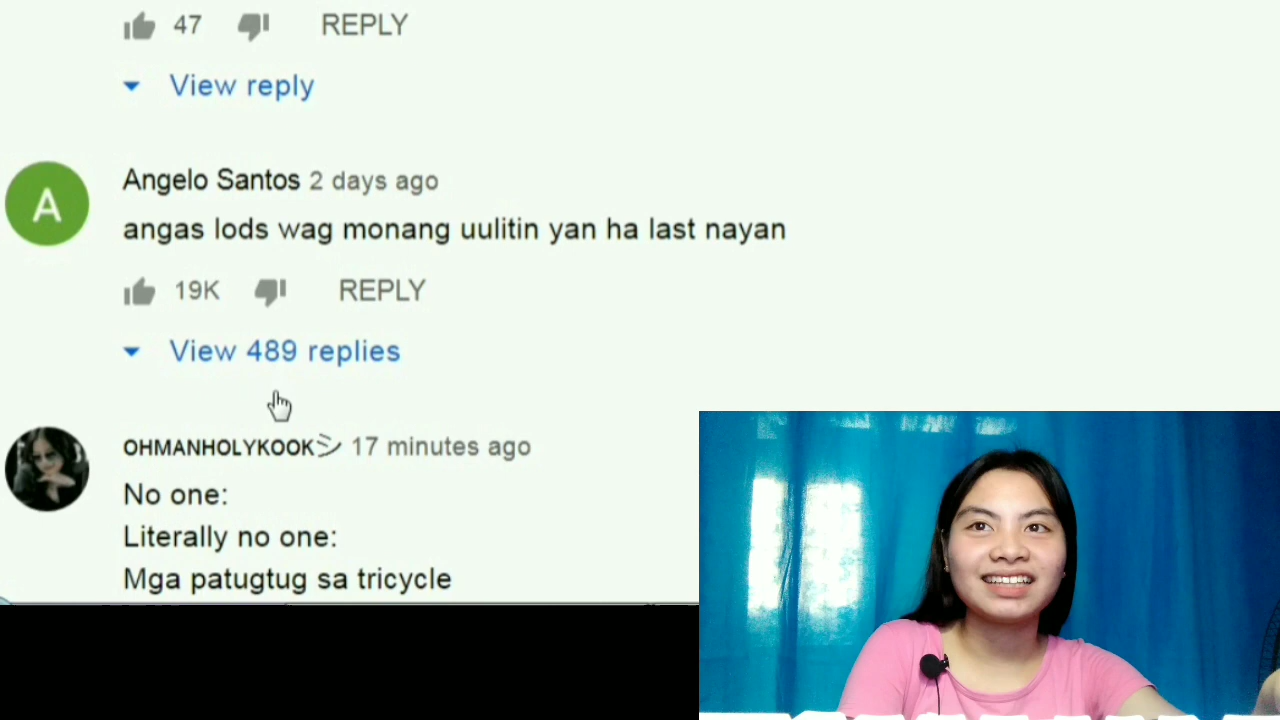 47 REPLY
View reply
A
Angelo Santos 2 days ago
angas lods wag monang uulitin yan ha last nayan
19K REPLY
View 489 replies
OHMANHOLYKOOKシ 17 minutes ago
No one:
Literally no one:
Mga patugtug sa tricycle